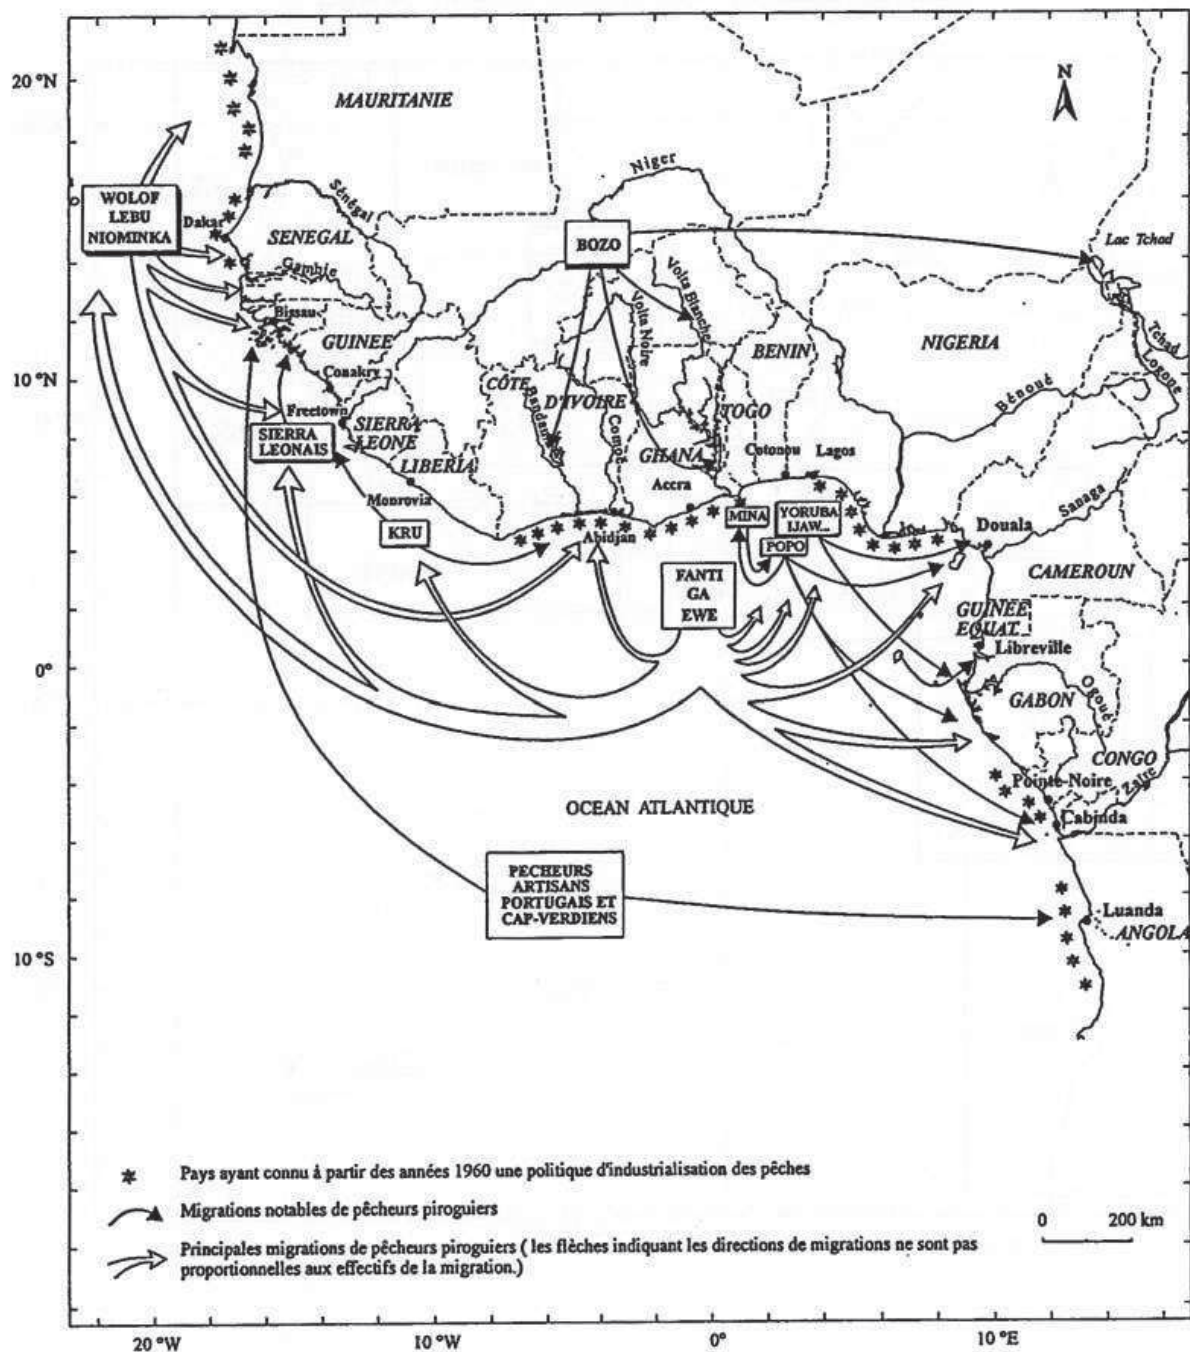 20 °N
10 °N
0°
10 °S
20 °W
10 °W
0°
10 °E
N
MAURITANIE
Niger
WOLOF
LEBU
NIOMINKA
Dakar
Sénégal
SENEGAL
Gambie
Bissau
GUINEE
Conakry
Freetown
SIERRA
LEONE
SIERRA
LEONAIS
LIBERIA
Monrovia
KRU
BOZO
Lac Tchad
Tchad
Logoune
Volta Blanche
Volta Noire
CÔTE
D'IVOIRE
Bandama
Comoé
Abidjan
GHANA
Accra
TOGO
BENIN
Cotonou
Lagos
NIGERIA
Bénoué
MINA
YORUBA
IJAW...
POPO
FANTI
GA
EWE
Douala
Sanaga
CAMEROUN
GUINEE
EQUAT.
Libreville
GABON
Ogoué
CONGO
Zaïre
Pointe-Noire
Cabinda
Luanda
ANGOLA
OCEAN ATLANTIQUE
PECHEURS
ARTISANS
PORTUGAIS ET
CAP-VERDIENS
Pays ayant connu à partir des années 1960 une politique d'industrialisation des pêches
Migrations notables de pêcheurs piroguiers
Principales migrations de pêcheurs piroguiers ( les flèches indiquant les directions de migrations ne sont pas
proportionnelles aux effectifs de la migration.)
0 200 km